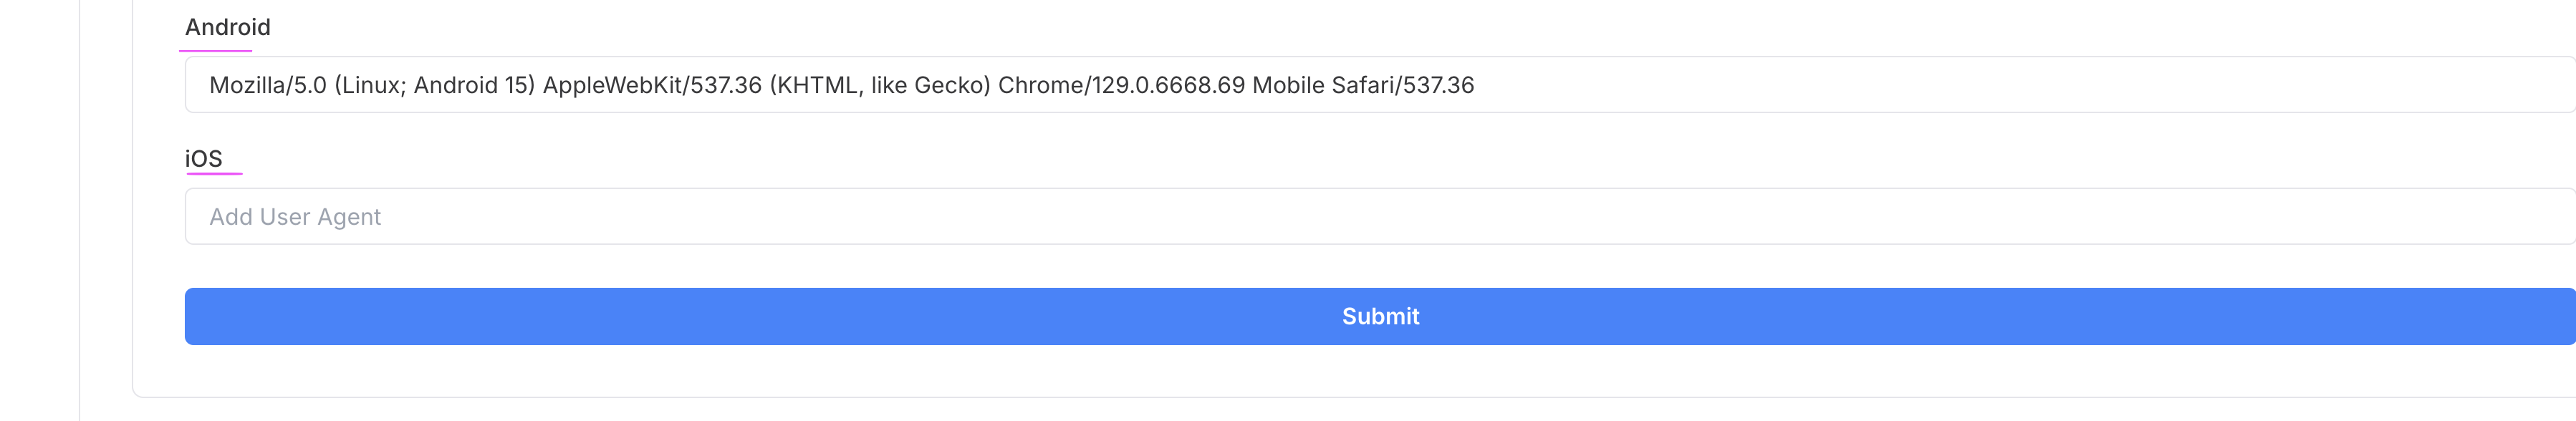 Android
Mozilla/5.0 (Linux; Android 15) AppleWebKit/537.36 (KHTML, like Gecko) Chrome/129.0.6668.69 Mobile Safari/537.36
iOS
Add User Agent
Submit